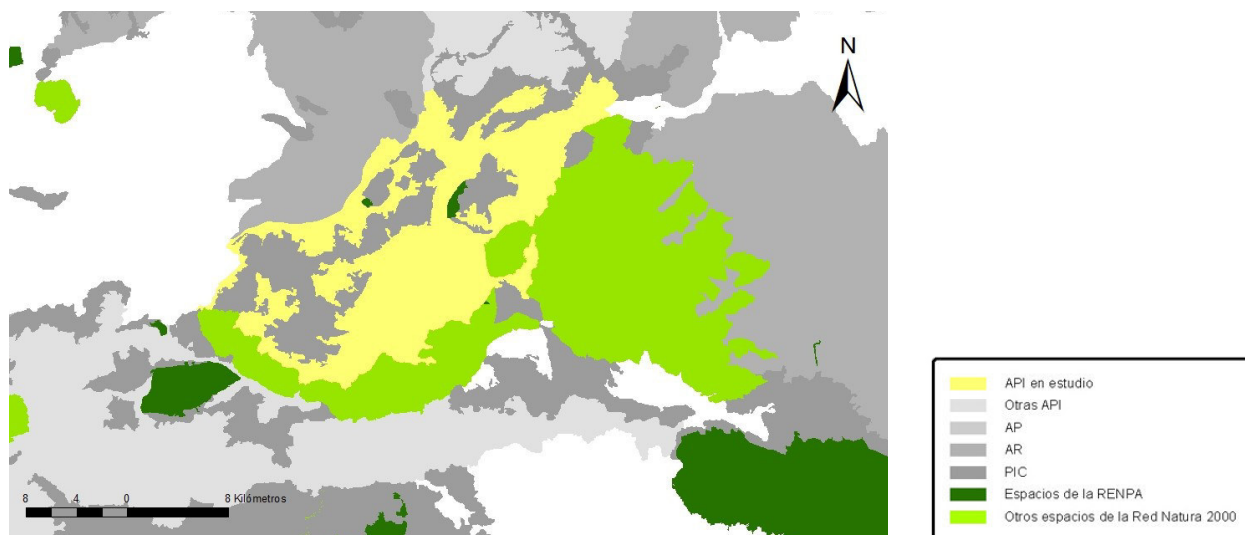 N
8 4 0 8 Kilómetros
API en estudio
Otras API
AP
AR
PIC
Espacios de la RENPA
Otros espacios de la Red Natura 2000